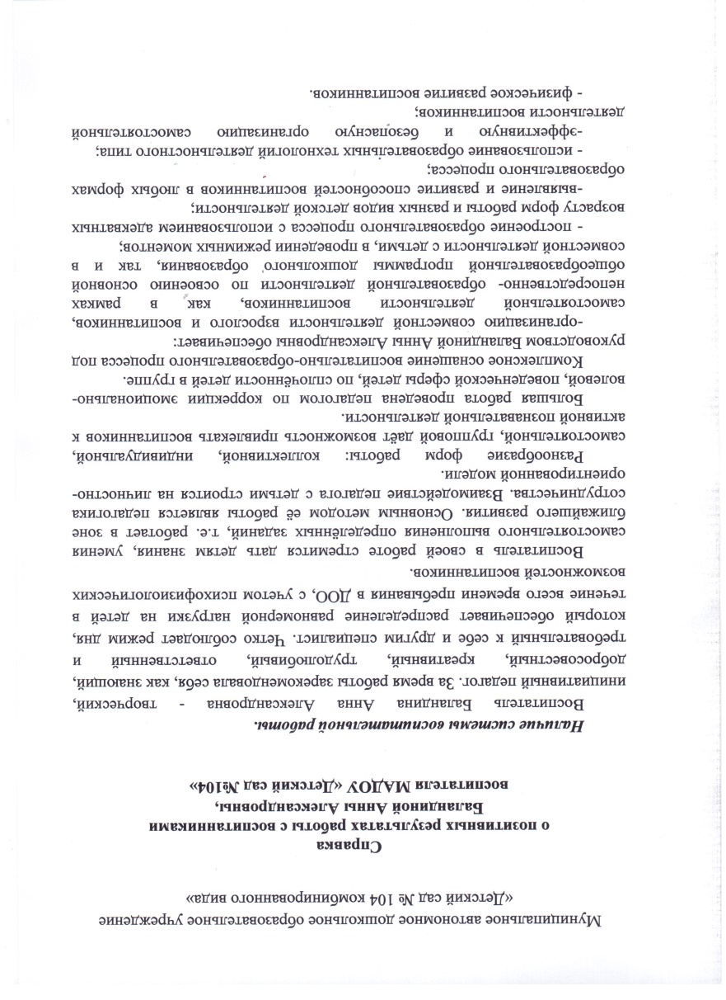 Муниципальное автономное дошкольное образовательное учреждение
«Детский сад № 104 комбинированного вида»
Справка
о позитивных результатах работы с воспитанниками
Баландиной Анны Александровны,
воспитателя МАДОУ «Детский сад №104»
Наличие системы воспитательной работы.
Воспитатель Баландина Анна Александровна - творческий,
инициативный педагог. За время работы зарекомендовала себя, как знающий,
добросовестный, креативный, трудолюбивый, ответственный и
требовательный к себе и другим специалист. Четко соблюдает режим дня,
который обеспечивает распределение равномерной нагрузки на детей в
течение всего времени пребывания в ДОО, с учетом психофизиологических
возможностей воспитанников.
Воспитатель в своей работе стремится дать детям знания, умения
самостоятельного выполнения определённых заданий, т.е. работает в зоне
ближайшего развития. Основным методом её работы является педагогика
сотрудничества. Взаимодействие педагога с детьми строится на личностно-
ориентированной модели.
Разнообразие форм работы: коллективной, индивидуальной,
самостоятельной, групповой даёт возможность привлекать воспитанников к
активной познавательной деятельности.
Большая работа проведена педагогом по коррекции эмоционально-
волевой, поведенческой сферы детей, по сплочённости детей в группе.
Комплексное оснащение воспитательно-образовательного процесса под
руководством Баландиной Анны Александровны обеспечивает:
-организацию совместной деятельности взрослого и воспитанников,
самостоятельной деятельности воспитанников, как в рамках
непосредственно- образовательной деятельности по освоению основной
общеобразовательной программы дошкольного образования, так и в
совместной деятельности с детьми, в проведении режимных моментов;
- построение образовательного процесса с использованием адекватных
возрасту форм работы и разных видов детской деятельности;
-выявление и развитие способностей воспитанников в любых формах
образовательного процесса;
- использование образовательных технологий деятельностного типа;
-эффективную и безопасную организацию самостоятельной
деятельности воспитанников;
- физическое развитие воспитанников.